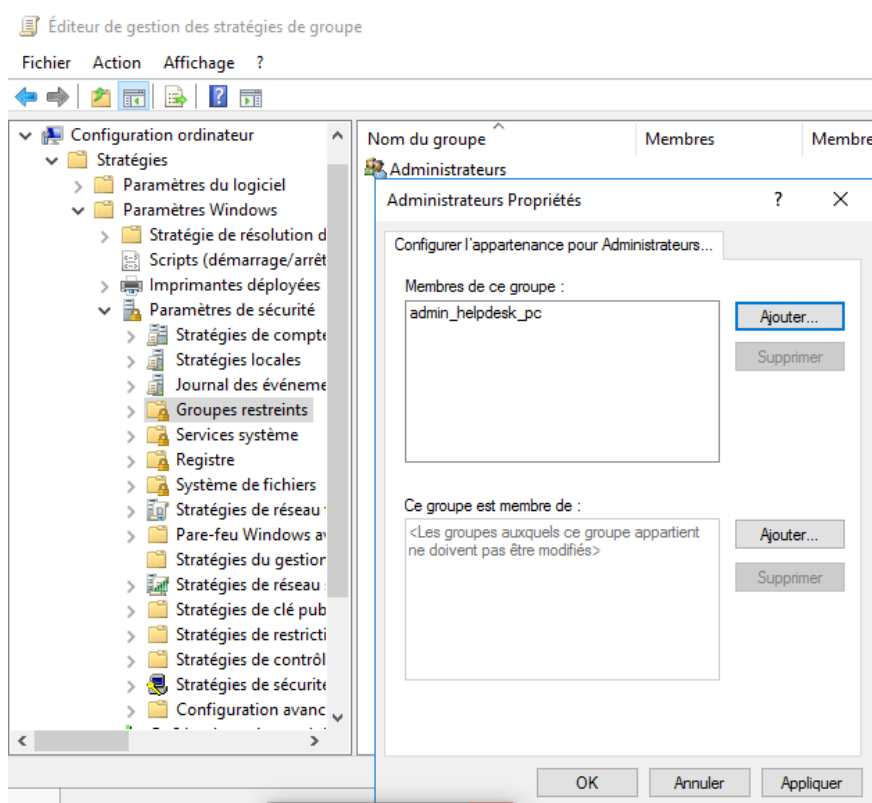 Éditeur de gestion des stratégies de groupe
Fichier Action Affichage ?
Configuration ordinateur
Stratégies
Paramètres du logiciel
Paramètres Windows
Stratégie de résolution d
Scripts (démarrage/arrêt
Imprimantes déployées
Paramètres de sécurité
Stratégies de compte
Stratégies locales
Journal des événeme
Groupes restreints
Services système
Registre
Système de fichiers
Stratégies de réseau
Pare-feu Windows av
Stratégies du gestion
Stratégies de réseau
Stratégies de clé pub
Stratégies de restricti
Stratégies de contrôl
Stratégies de sécurité
Configuration avanc
Nom du groupe Membres Membre
Administrateurs
Administrateurs Propriétés ?
Configurer l'appartenance pour Administrateurs...
Membres de ce groupe :
admin_helpdesk_pc
Ajouter...
Supprimer
Ce groupe est membre de :
<Les groupes auxquels ce groupe appartient
ne doivent pas être modifiés>
Ajouter...
Supprimer
OK Annuler Appliquer